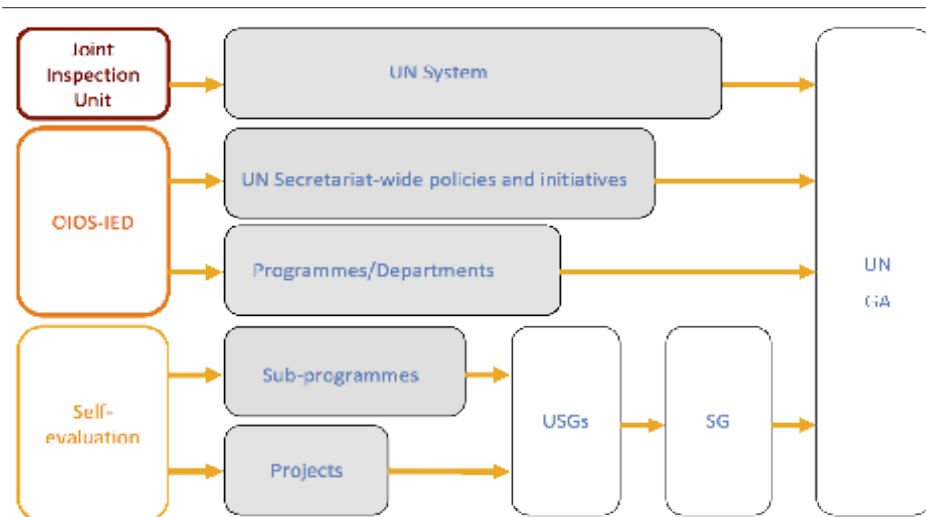 Joint
Inspection
Unit
UN System
OIOS-IED
UN Secretariat-wide policies and initiatives
Programmes/Departments
UN
GA
Self-
evaluation
Sub-programmes
Projects
USGs
SG